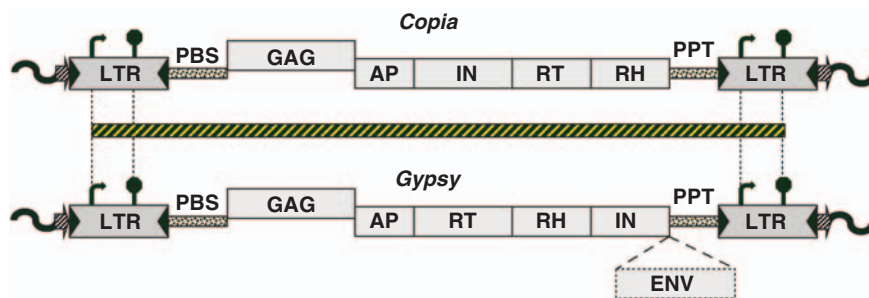 Copia
LTR PBS GAG AP IN RT RH PPT LTR
Gypsy
LTR PBS GAG AP RT RH IN PPT LTR
ENV